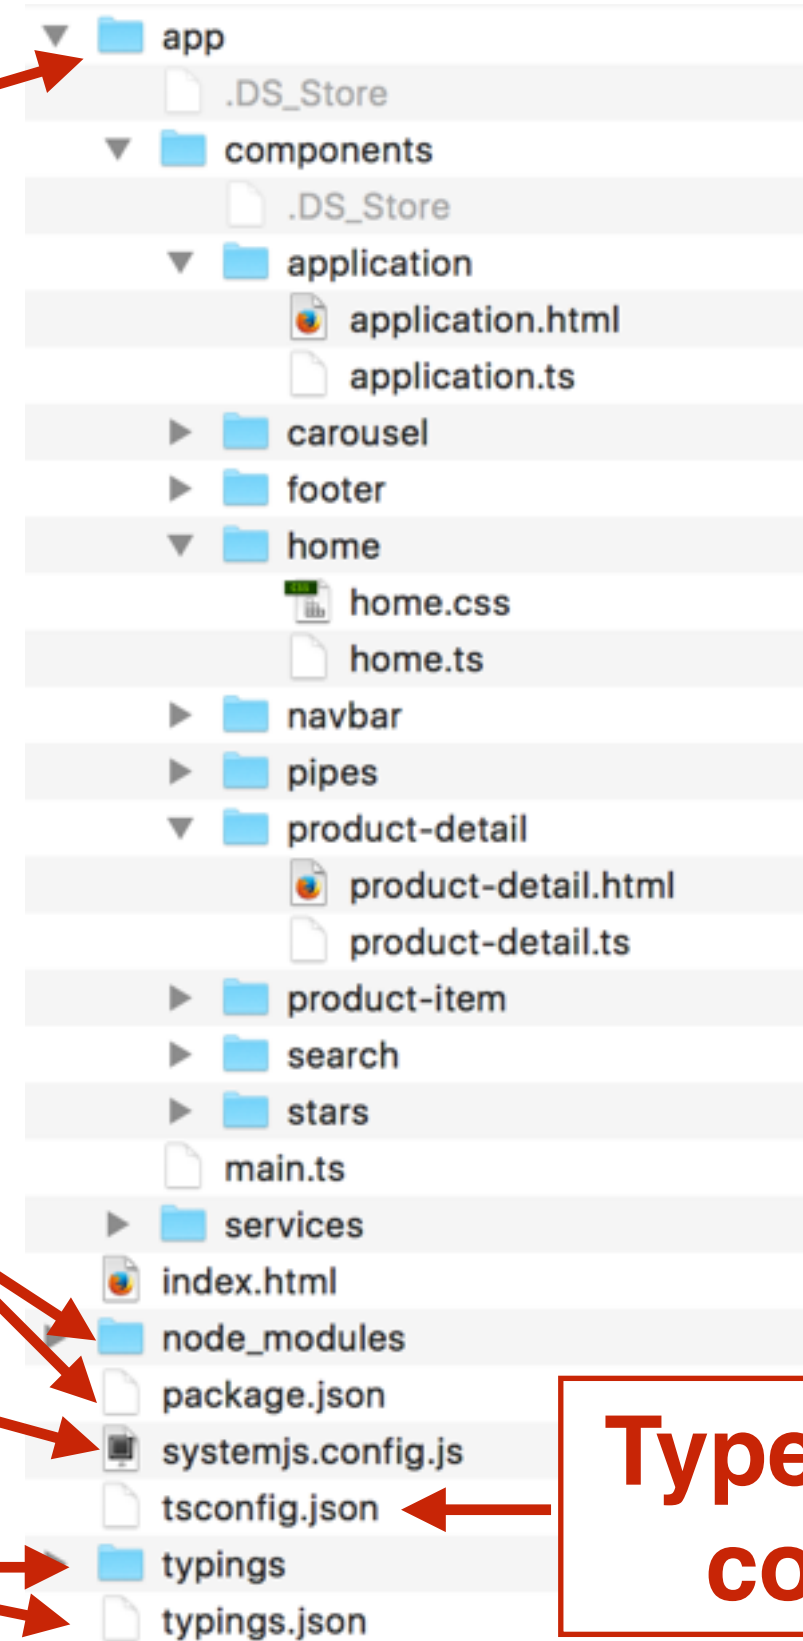 app
.DS_Store
components
.DS_Store
application
application.html
application.ts
carousel
footer
home
home.css
home.ts
navbar
pipes
product-detail
product-detail.html
product-detail.ts
product-item
search
stars
main.ts
services
index.html
node_modules
package.json
systemjs.config.js
tsconfig.json
typings
typings.json